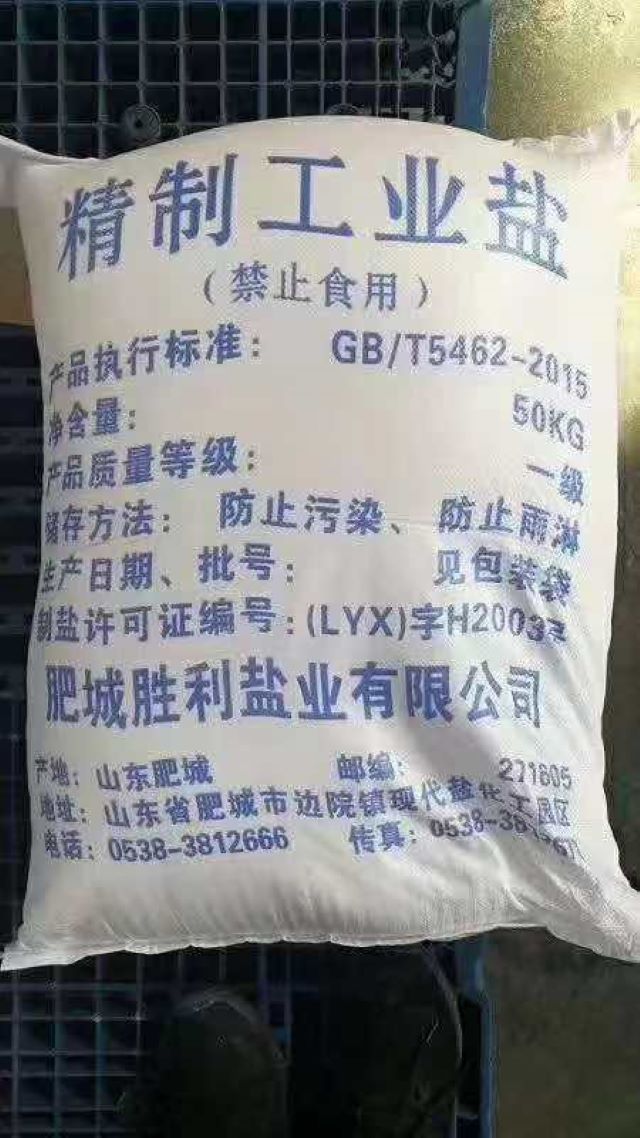 精制工业盐
（禁止食用）
产品执行标准： GB/T5462-2015
净含量： 50KG
产品质量等级： 一级
储存方法： 防止污染、防止雨淋
生产日期、批号： 见包装袋
制盐许可证编号：(LYX)字H2003
肥城胜利盐业有限公司
产地：山东肥城 邮编： 271605
地址：山东省肥城市边院镇现代盐化工园区
电话：0538-3812666 传真：0538-38